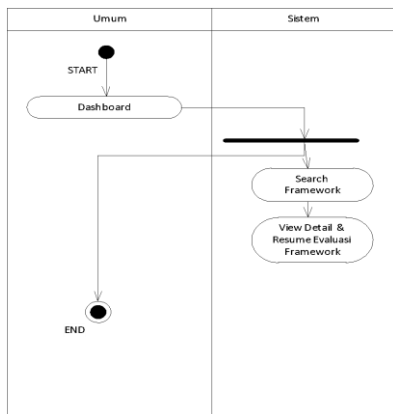 Umum
Sistem
START
Dashboard
Search
Framework
View Detail &
Resume Evaluasi
Framework
END